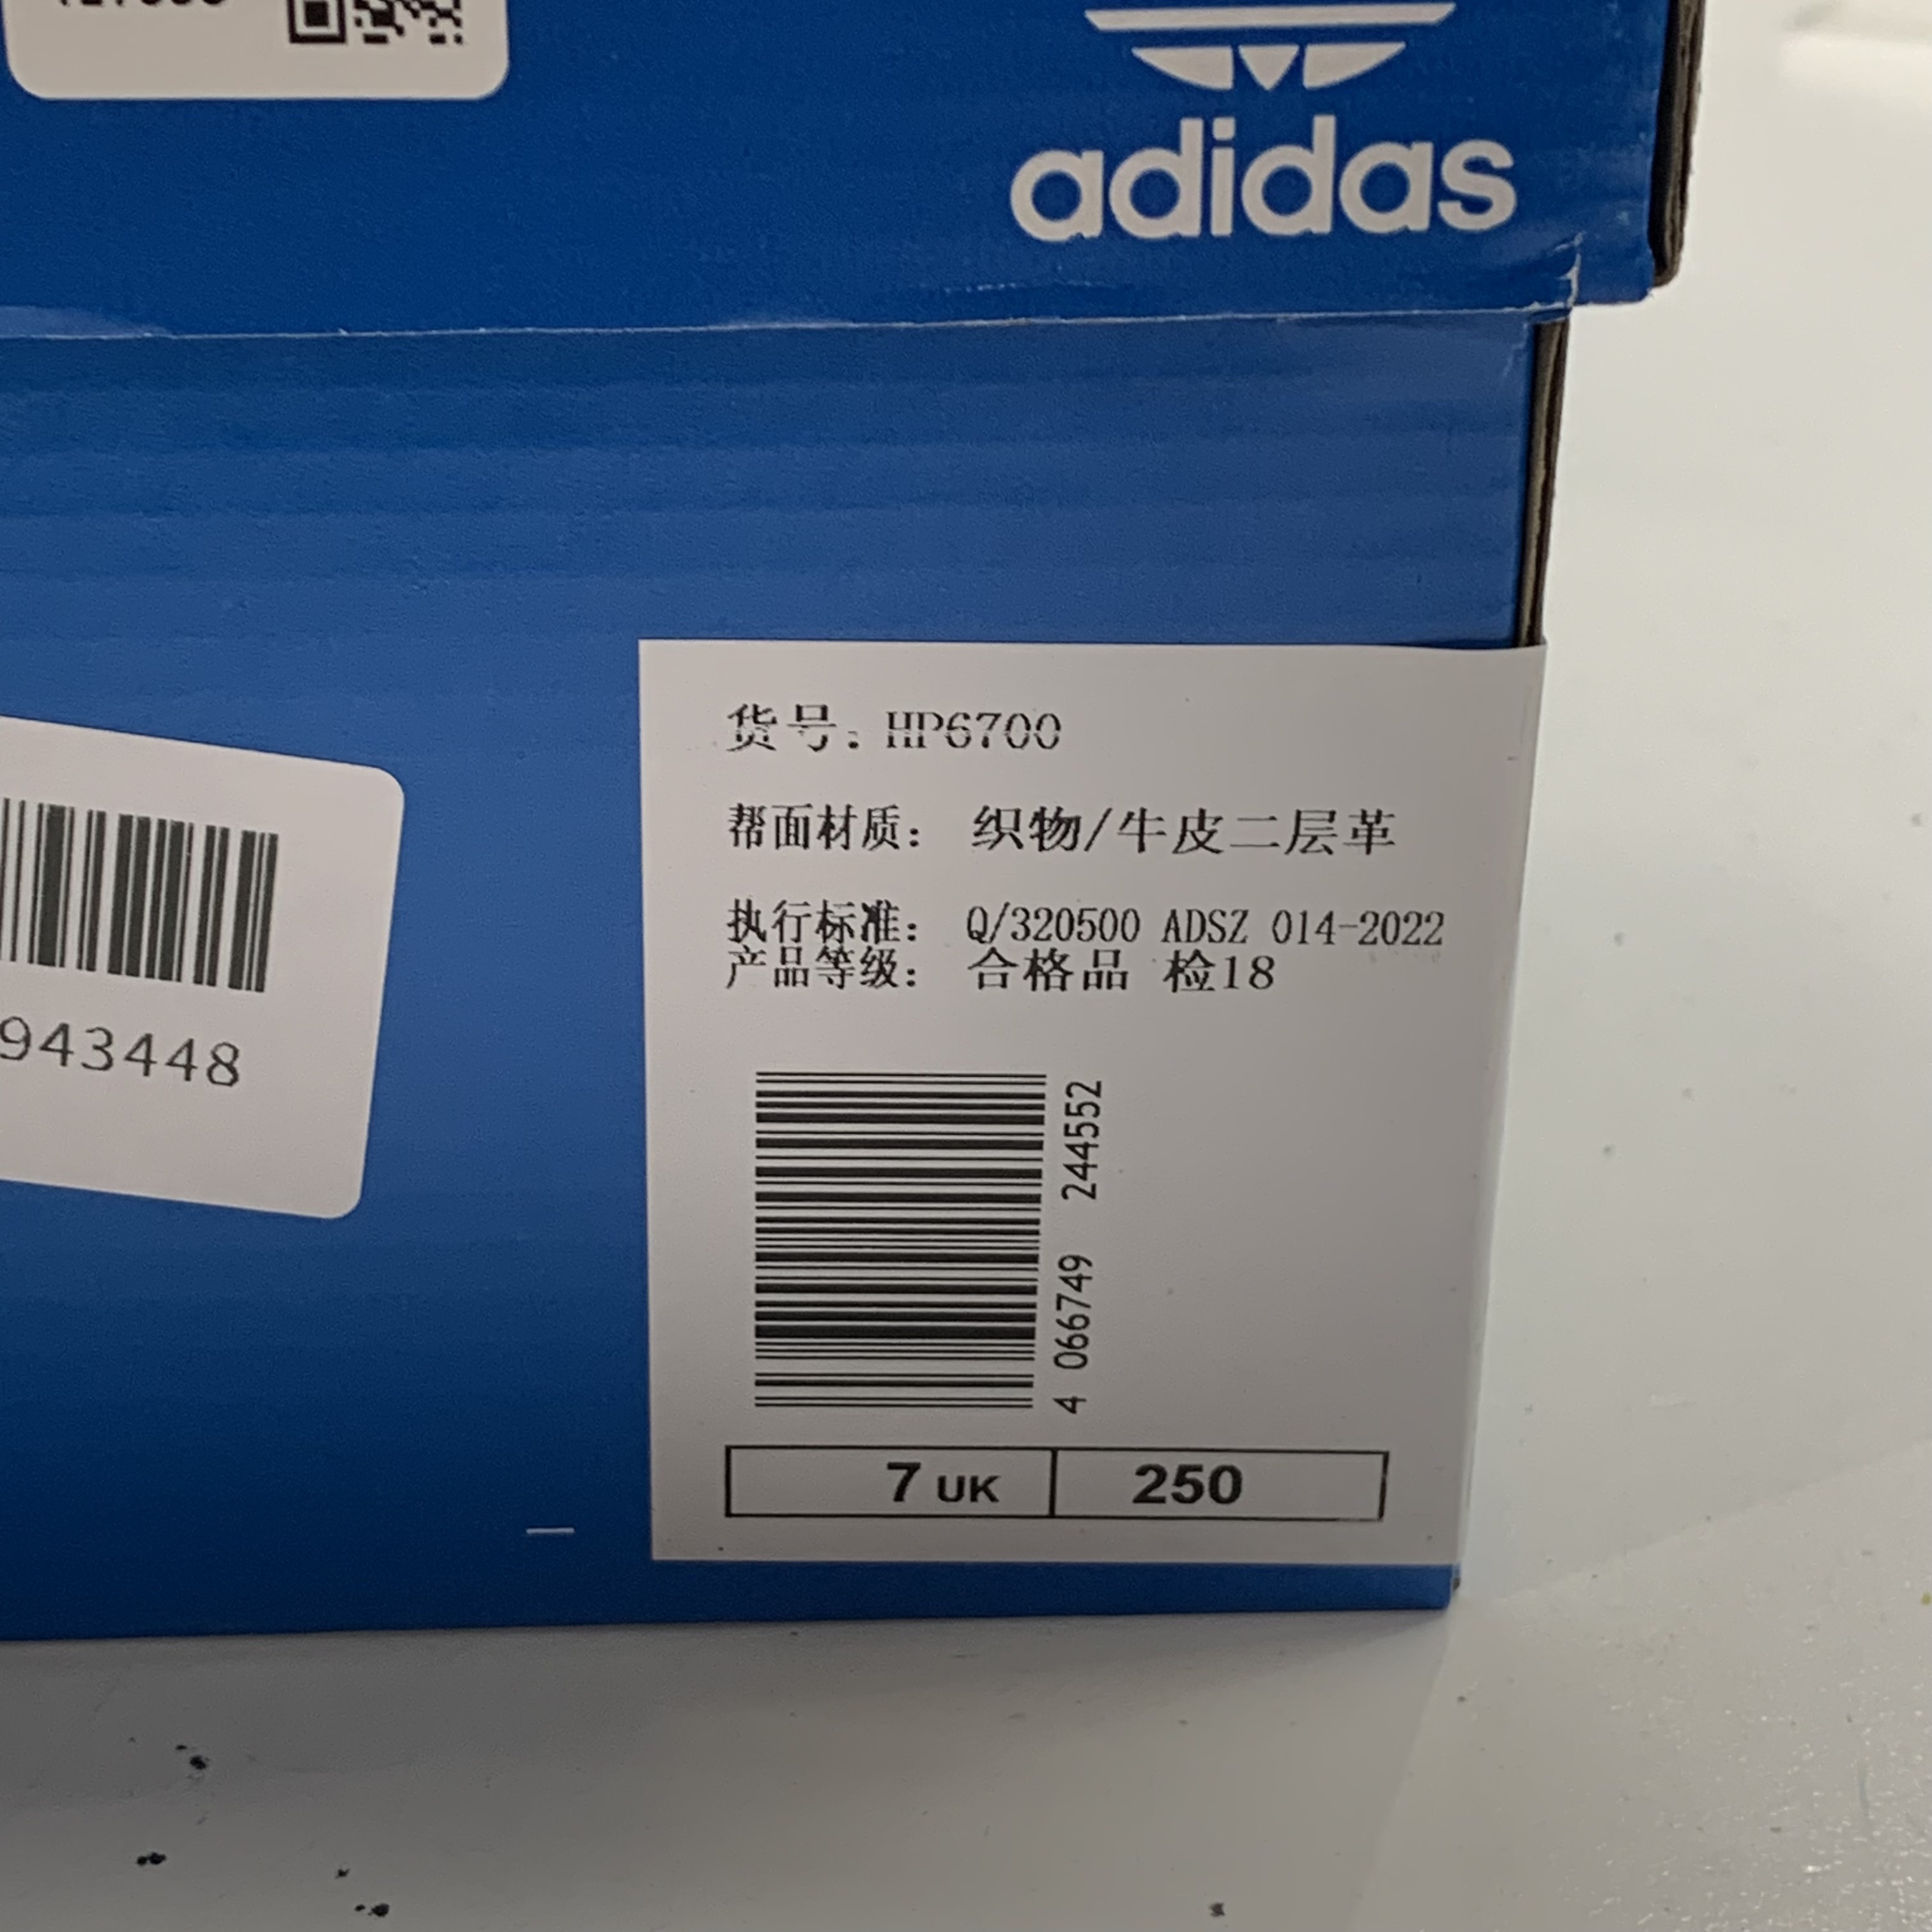 adidas
货号: HP6700
帮面材质: 织物/牛皮二层革
执行标准: Q/320500 ADSZ 014-2022
产品等级: 合格品 检18
4 066749 244552
7 UK 250
943448